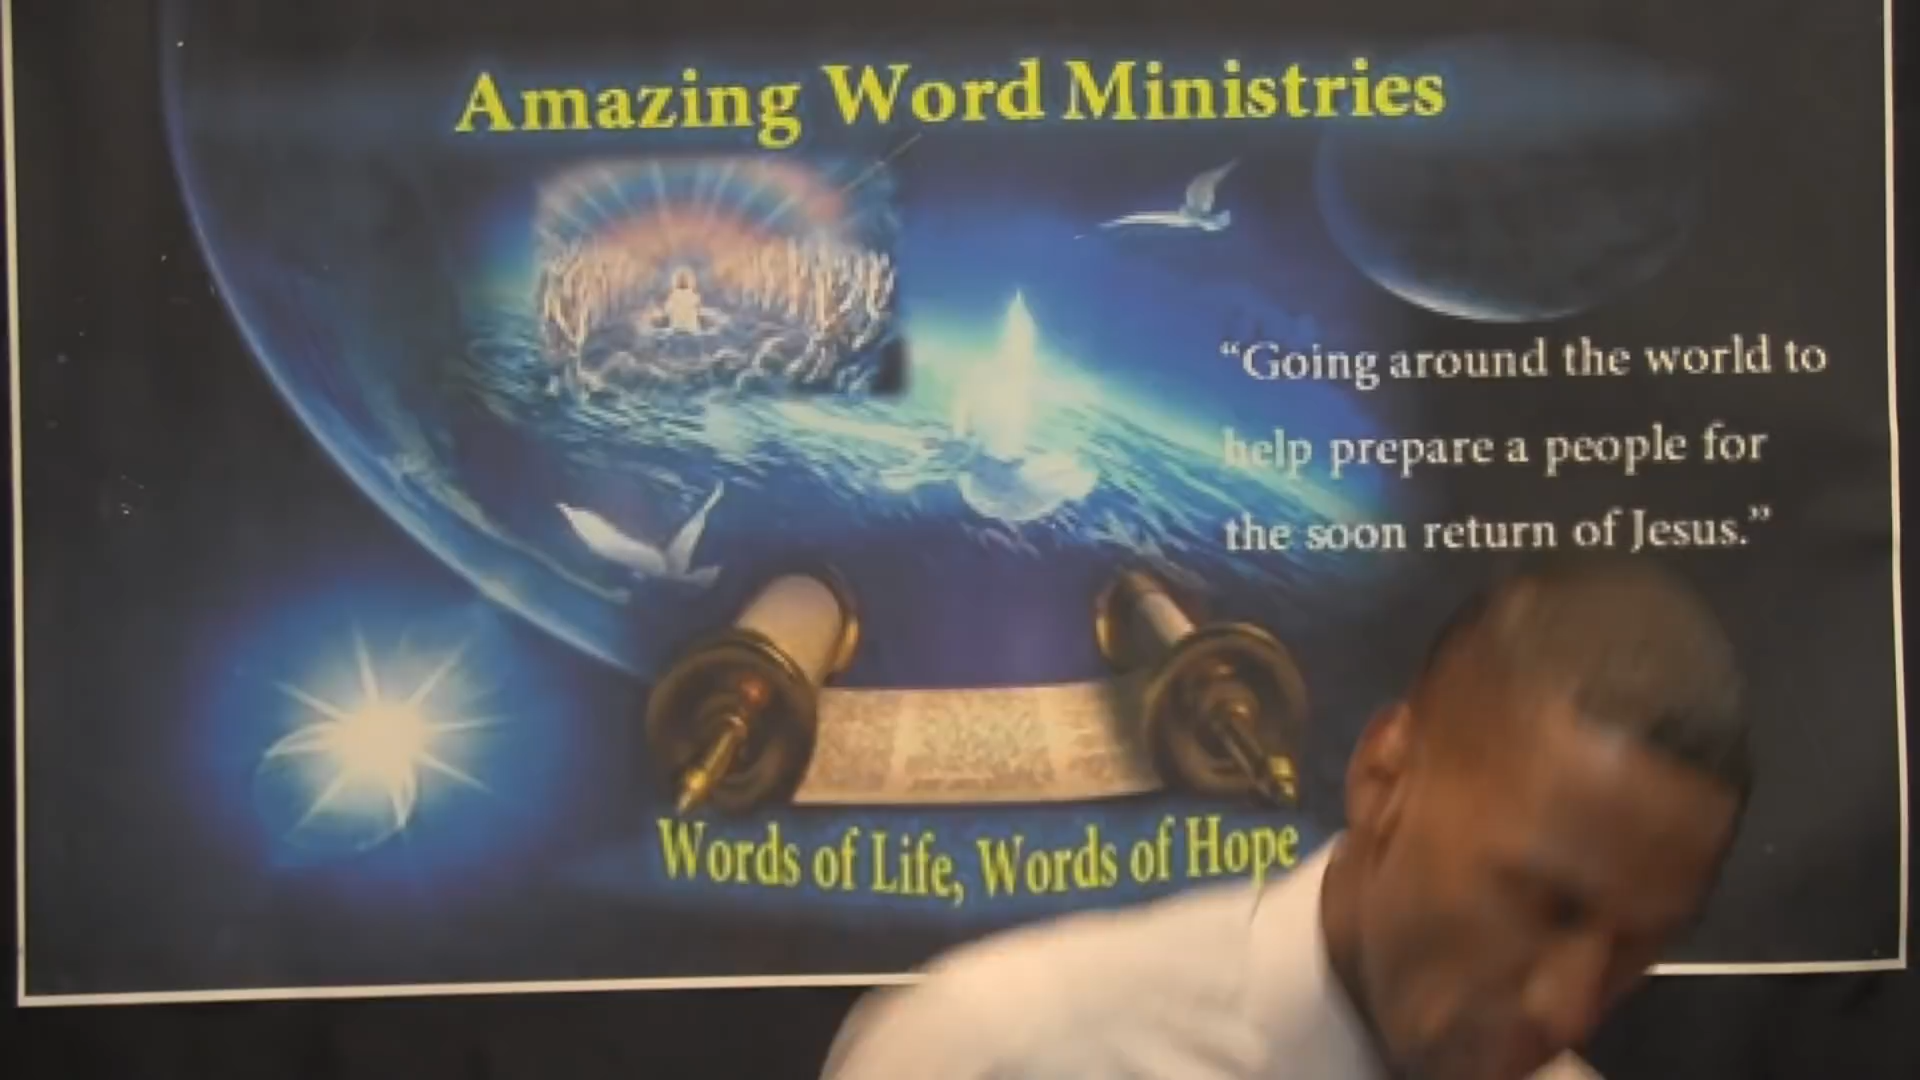 Amazing Word Ministries
“Going around the world to
help prepare a people for
the soon return of Jesus.”
Words of Life, Words of Hope